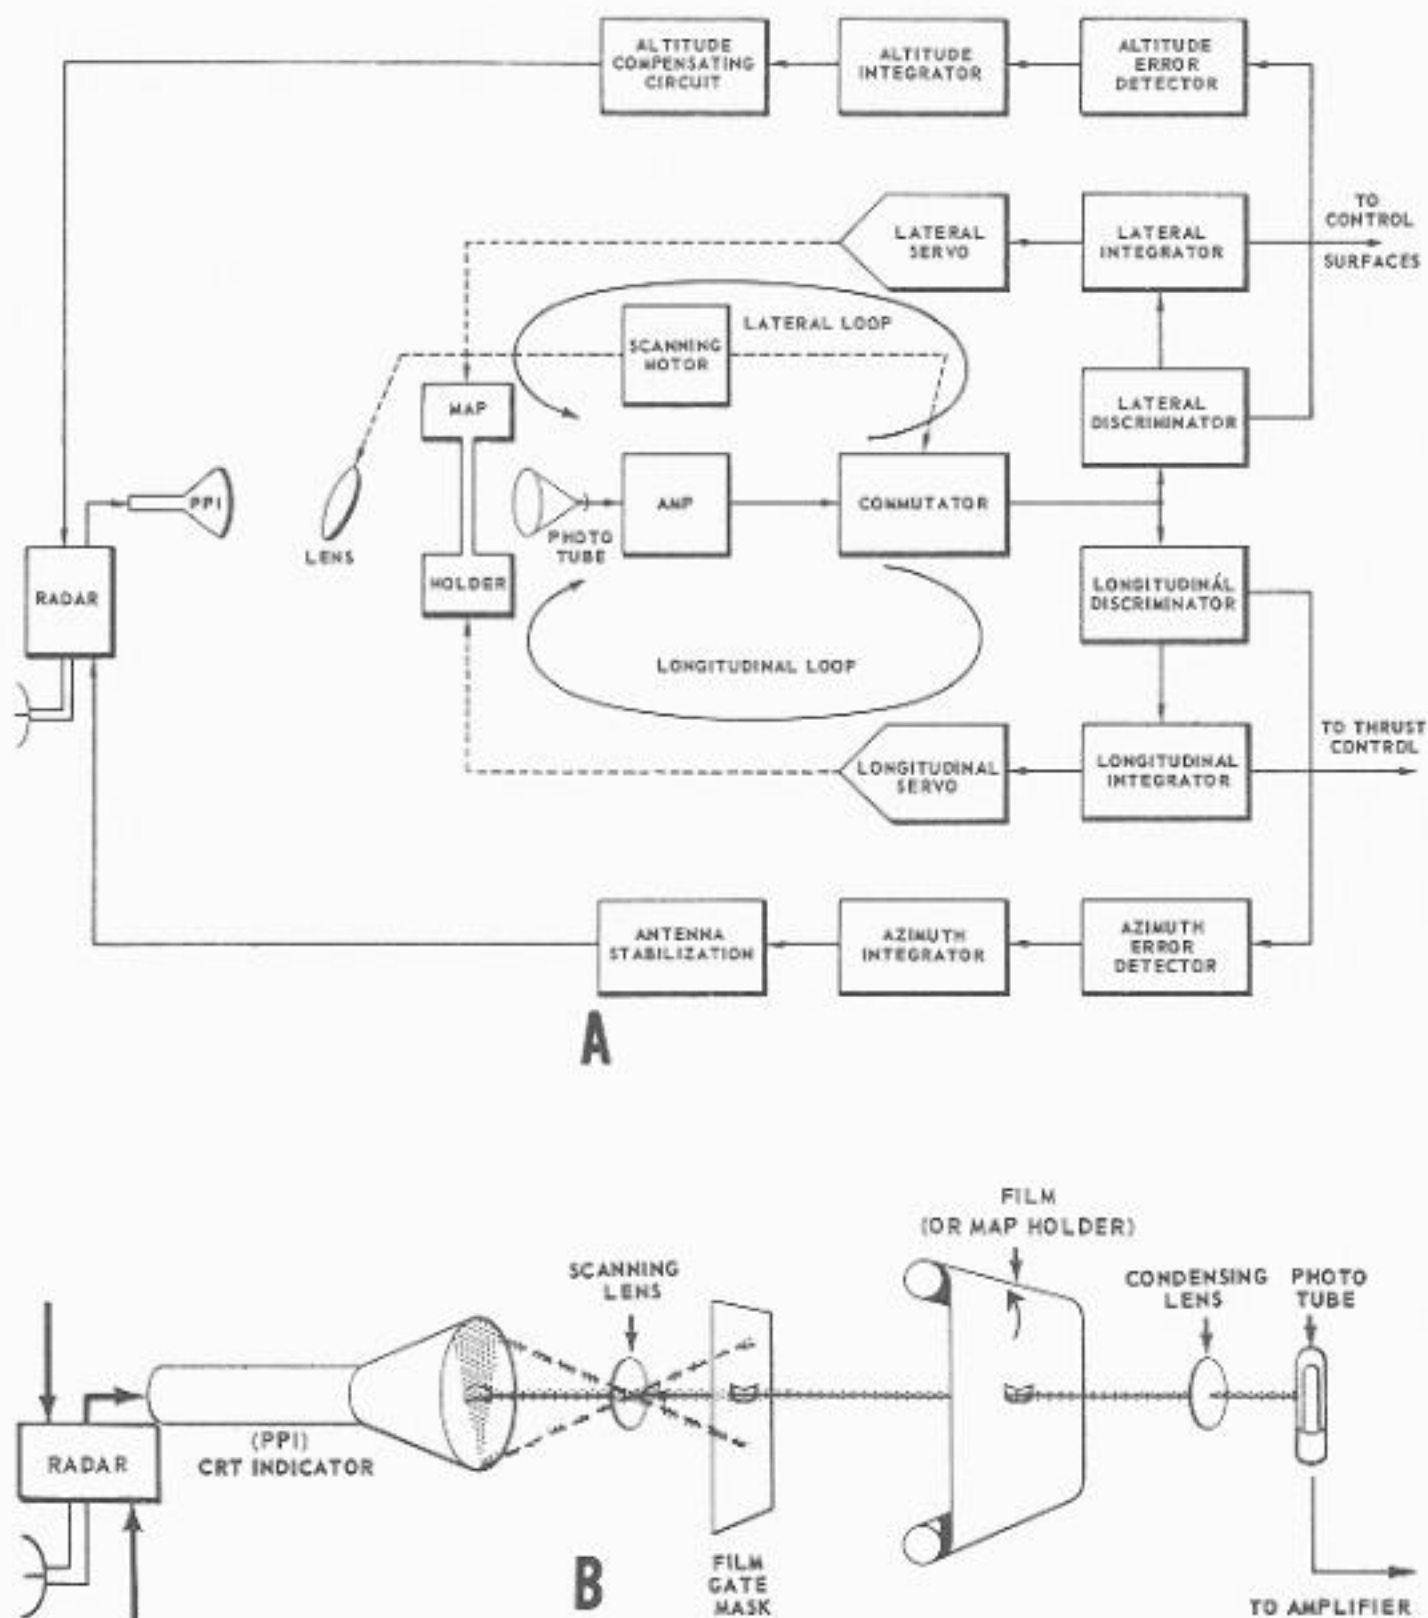 ALTITUDE
COMPENSATING
CIRCUIT
ALTITUDE
INTEGRATOR
ALTITUDE
ERROR
DETECTOR
LATERAL
SERVO
LATERAL
INTEGRATOR
TO
CONTROL
SURFACES
SCANNING
MOTOR
LATERAL LOOP
MAP
LATERAL
DISCRIMINATOR
PPI
LENS
PHOTO
TUBE
AMP
COMMUTATOR
RADAR
HOLDER
LONGITUDINAL
DISCRIMINATOR
LONGITUDINAL LOOP
LONGITUDINAL
SERVO
LONGITUDINAL
INTEGRATOR
TO THRUST
CONTROL
ANTENNA
STABILIZATION
AZIMUTH
INTEGRATOR
AZIMUTH
ERROR
DETECTOR
A
FILM
(OR MAP HOLDER)
SCANNING
LENS
CONDENSING
LENS
PHOTO
TUBE
RADAR
(PPI)
CRT INDICATOR
B
FILM
GATE
MASK
TO AMPLIFIER